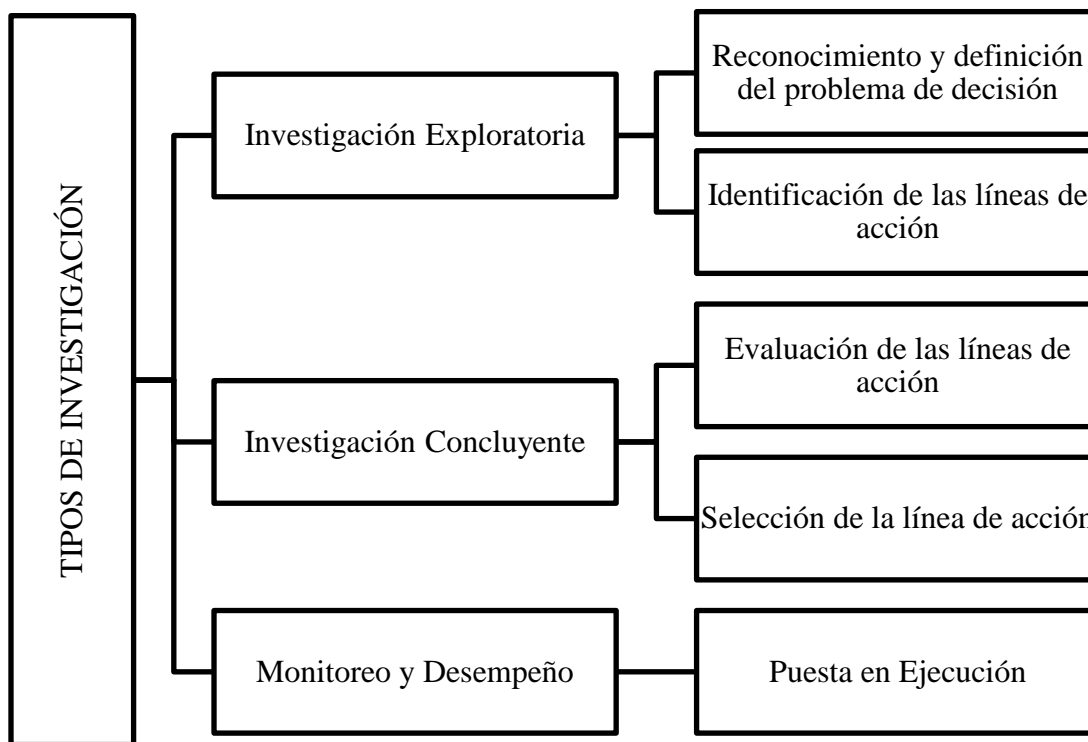 TIPOS DE INVESTIGACIÓN
Investigación Exploratoria
Reconocimiento y definición
del problema de decisión
Identificación de las líneas de
acción
Investigación Concluyente
Evaluación de las líneas de
acción
Selección de la línea de acción
Monitoreo y Desempeño
Puesta en Ejecución